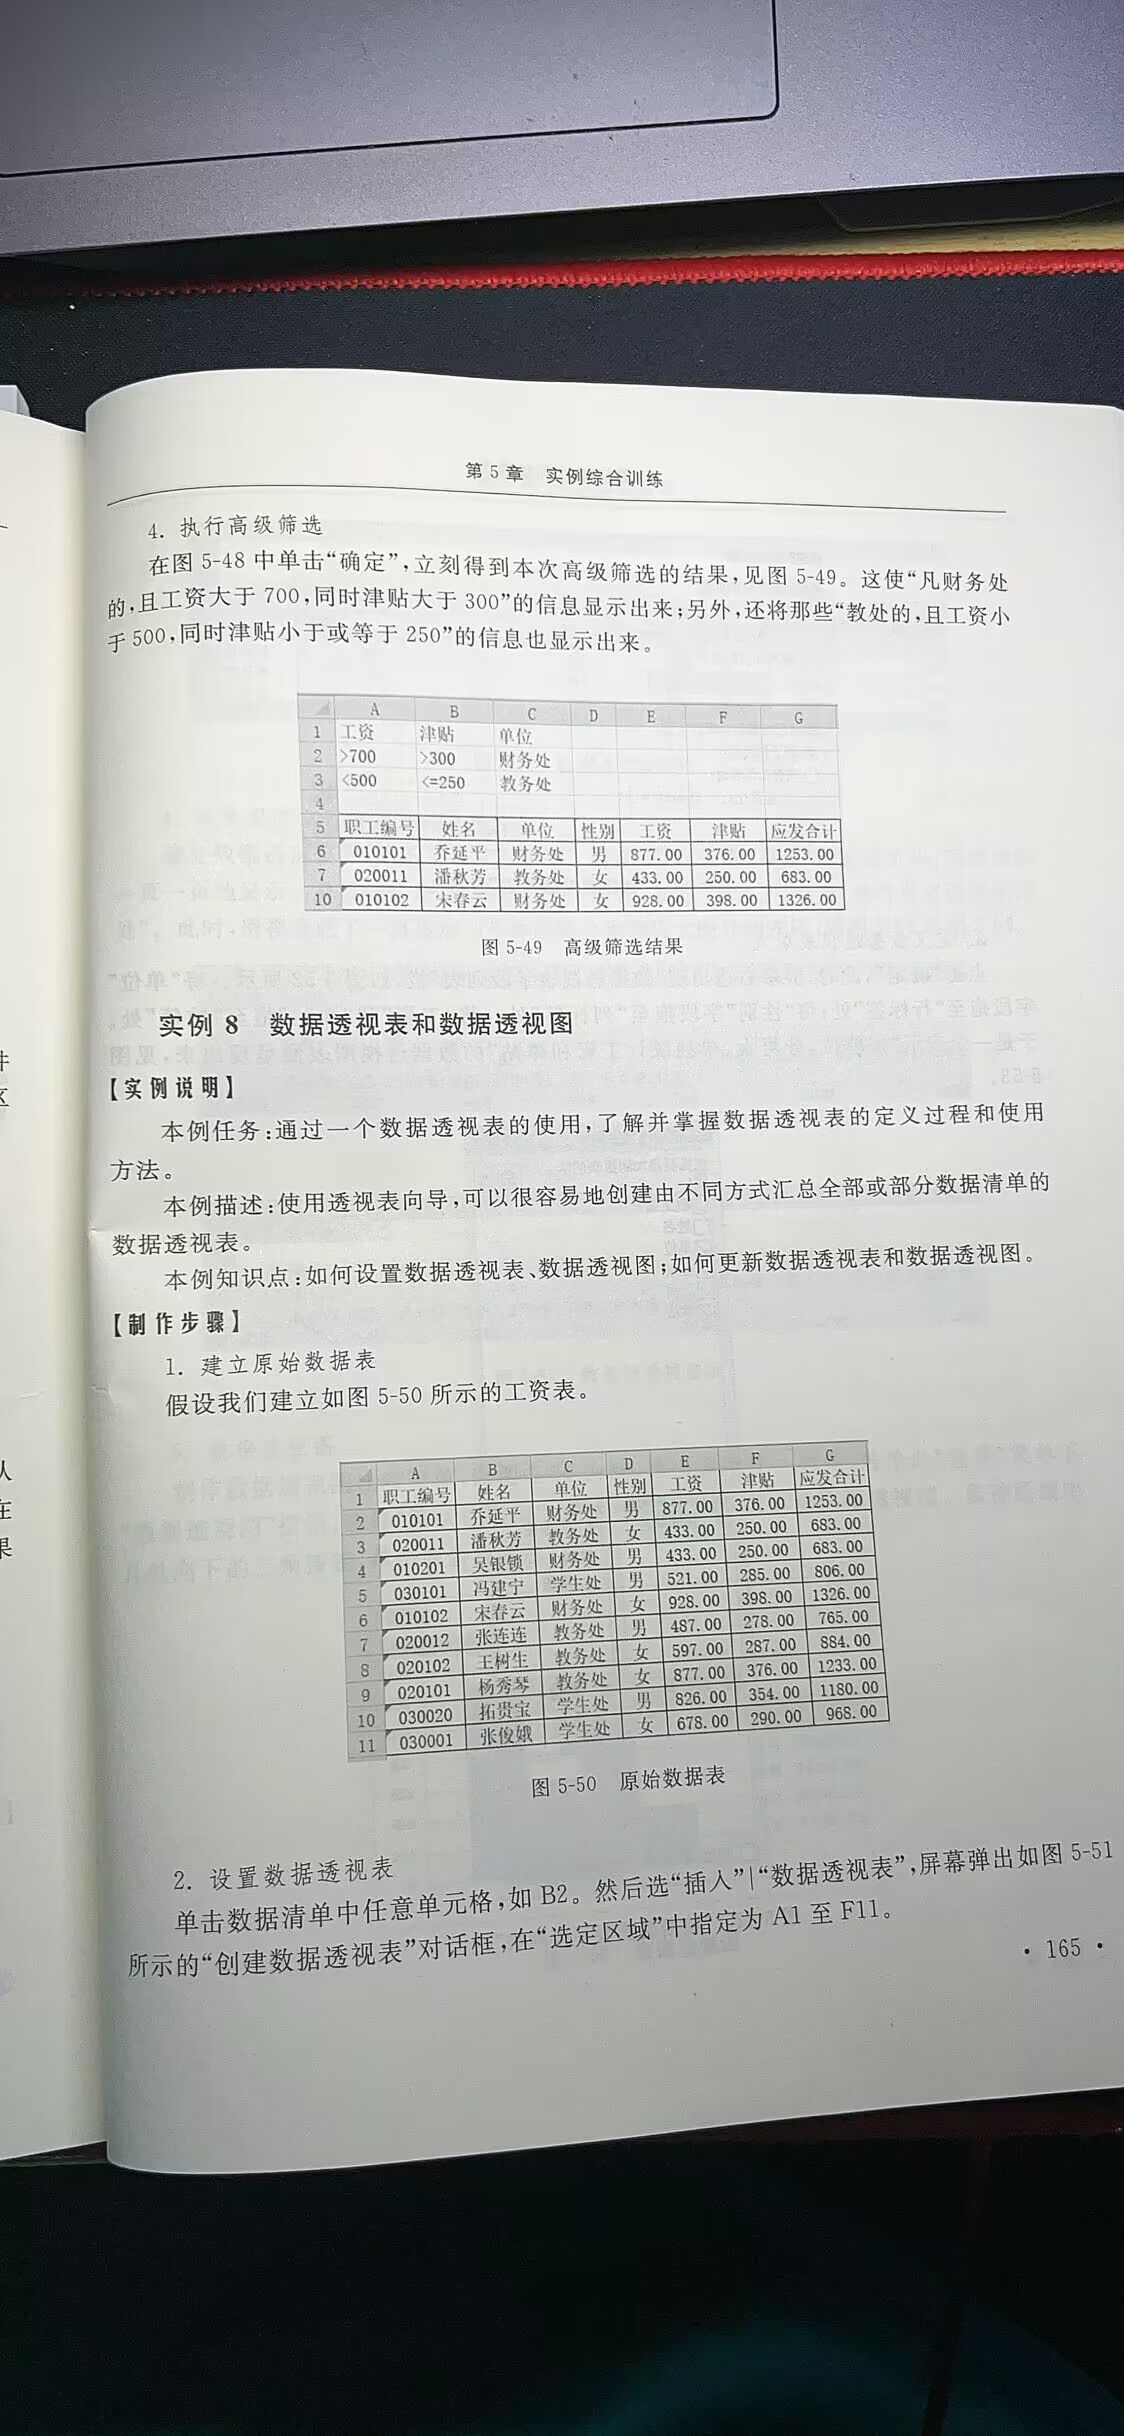 第5章 实例综合训练
4. 执行高级筛选
在图 5-48 中单击“确定”,立刻得到本次高级筛选的结果,见图 5-49。这使“凡财务处
的,且工资大于 700,同时津贴大于 300”的信息显示出来;另外,还将那些“教处的,且工资小
于 500,同时津贴小于或等于 250”的信息也显示出来。
A B C D E F G
1 工资 津贴 单位
2 >700 >300 财务处
3 <500 <=250 教务处
4
5 职工编号 姓名 单位 性别 工资 津贴 应发合计
6 010101 乔延平 财务处 男 877.00 376.00 1253.00
7 020011 潘秋芳 教务处 女 433.00 250.00 683.00
10 010102 宋春云 财务处 女 928.00 398.00 1326.00
图 5-49 高级筛选结果
实例 8 数据透视表和数据透视图
【实例说明】
本例任务:通过一个数据透视表的使用,了解并掌握数据透视表的定义过程和使用
方法。
本例描述:使用透视表向导,可以很容易地创建由不同方式汇总全部或部分数据清单的
数据透视表。
本例知识点:如何设置数据透视表、数据透视图;如何更新数据透视表和数据透视图。
【制作步骤】
1. 建立原始数据表
假设我们建立如图 5-50 所示的工资表。
A B C D E F G
1 职工编号 姓名 单位 性别 工资 津贴 应发合计
2 010101 乔延平 财务处 男 877.00 376.00 1253.00
3 020011 潘秋芳 教务处 女 433.00 250.00 683.00
4 010201 吴银锁 财务处 男 433.00 250.00 683.00
5 030101 冯建宁 学生处 男 521.00 285.00 806.00
6 010102 宋春云 财务处 女 928.00 398.00 1326.00
7 020012 张连连 教务处 男 487.00 278.00 765.00
8 020102 王树生 教务处 女 597.00 287.00 884.00
9 020101 杨秀琴 教务处 女 877.00 376.00 1233.00
10 030020 拓贵宝 学生处 男 826.00 354.00 1180.00
11 030001 张俊娥 学生处 女 678.00 290.00 968.00
图 5-50 原始数据表
2. 设置数据透视表
单击数据清单中任意单元格,如 B2。然后选“插入”|“数据透视表”,屏幕弹出如图 5-51
所示的“创建数据透视表”对话框,在“选定区域”中指定为 A1 至 F11。
· 165 ·